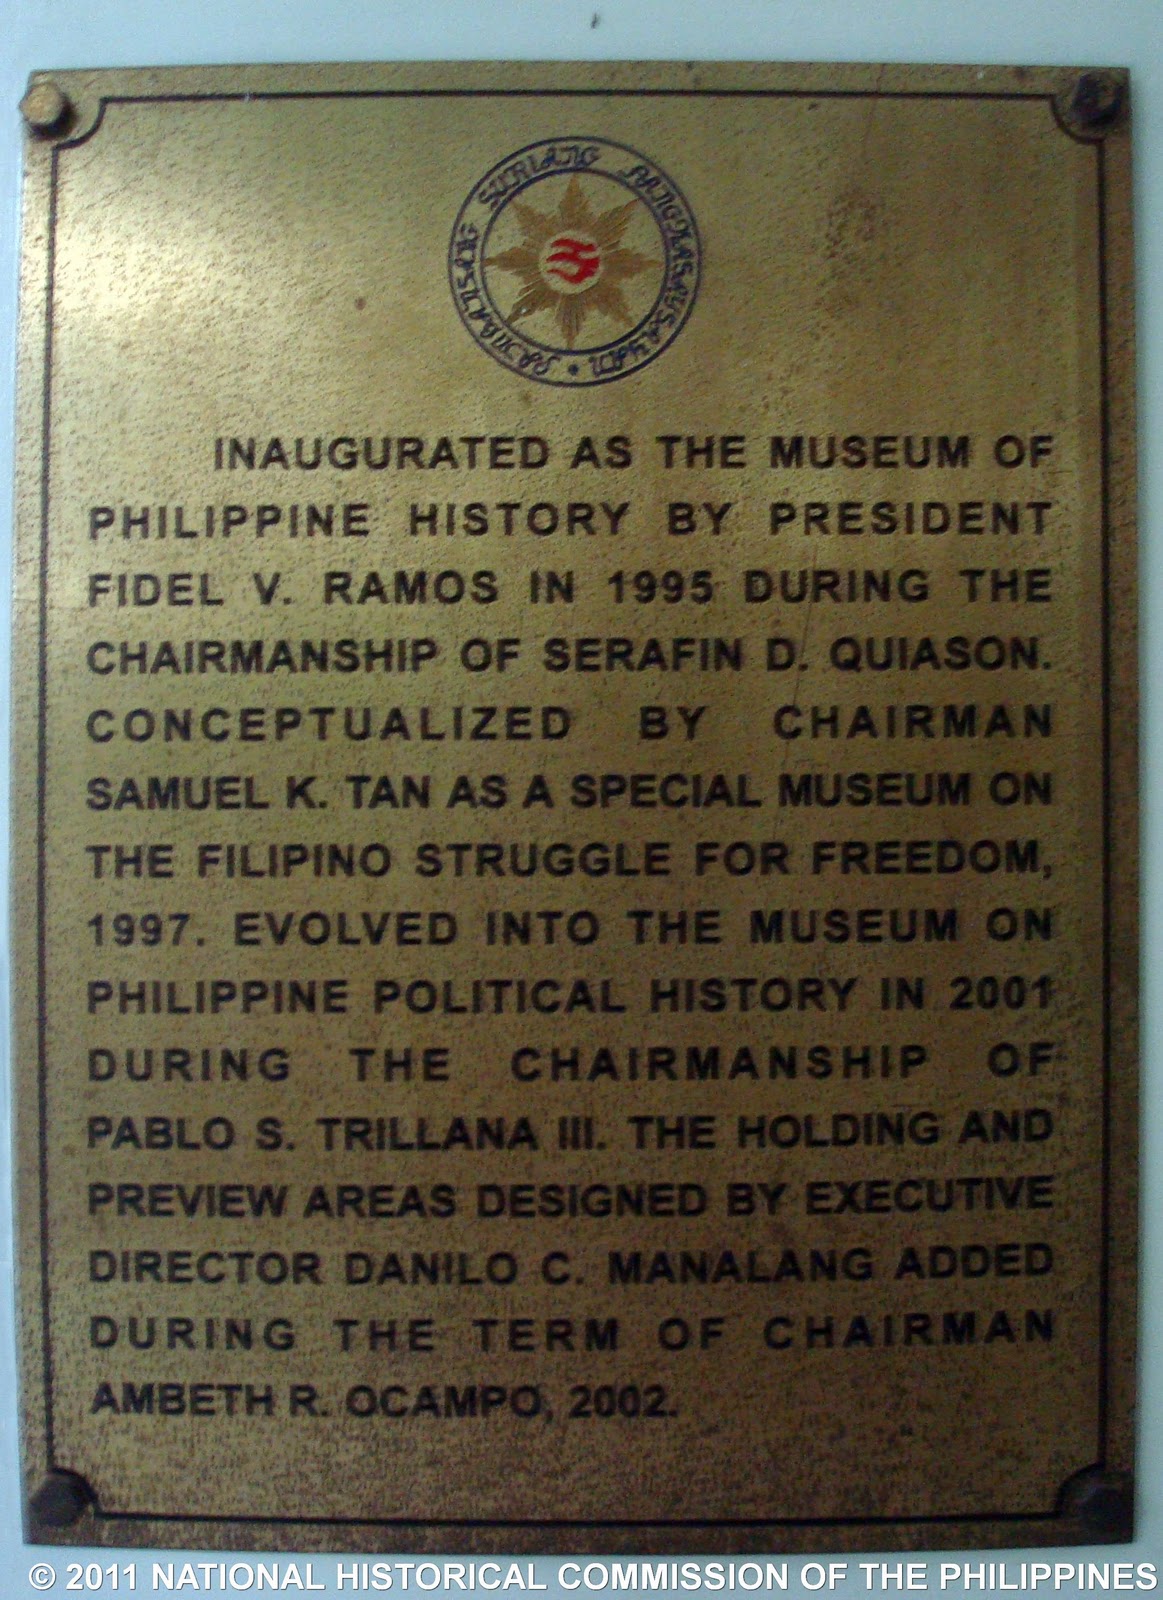 SURIANG PANGKASAYSAYAN • PAMBANSANG
INAUGURATED AS THE MUSEUM OF
PHILIPPINE HISTORY BY PRESIDENT
FIDEL V. RAMOS IN 1995 DURING THE
CHAIRMANSHIP OF SERAFIN D. QUIASON.
CONCEPTUALIZED BY CHAIRMAN
SAMUEL K. TAN AS A SPECIAL MUSEUM ON
THE FILIPINO STRUGGLE FOR FREEDOM,
1997. EVOLVED INTO THE MUSEUM ON
PHILIPPINE POLITICAL HISTORY IN 2001
DURING THE CHAIRMANSHIP OF
PABLO S. TRILLANA III. THE HOLDING AND
PREVIEW AREAS DESIGNED BY EXECUTIVE
DIRECTOR DANILO C. MANALANG ADDED
DURING THE TERM OF CHAIRMAN
AMBETH R. OCAMPO, 2002.
© 2011 NATIONAL HISTORICAL COMMISSION OF THE PHILIPPINES